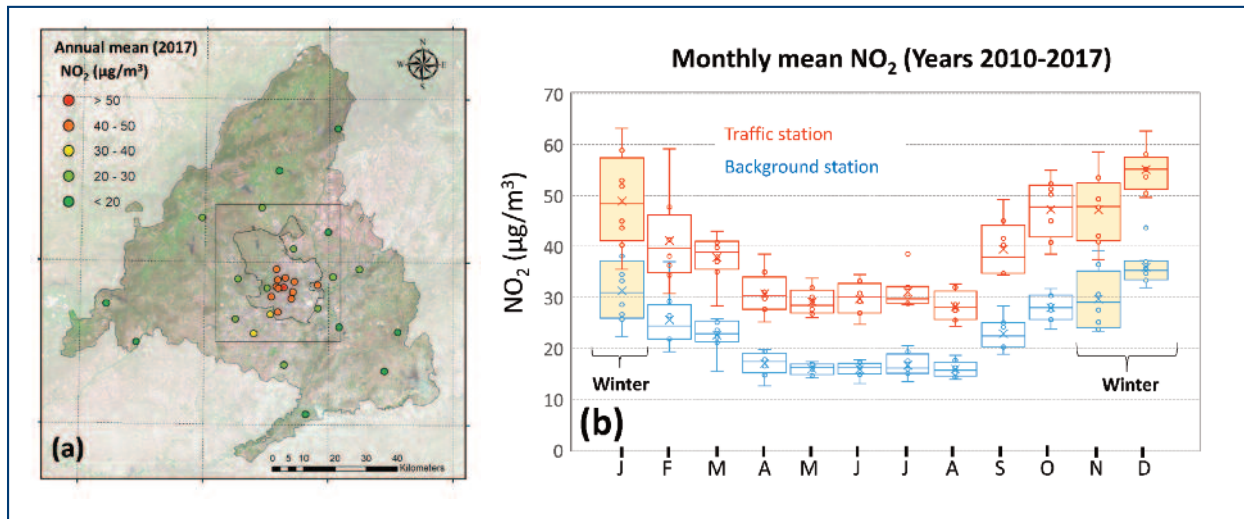 Annual mean (2017)
NO₂ (μg/m³)
> 50
40 - 50
30 - 40
20 - 30
< 20
N
W E
S
(a)
0 5 10 20 30 40
Kilometers
Monthly mean NO₂ (Years 2010-2017)
Traffic station
Background station
NO₂ (μg/m³)
70
60
50
40
30
20
10
0
Winter
Winter
(b)
J F M A M J J A S O N D